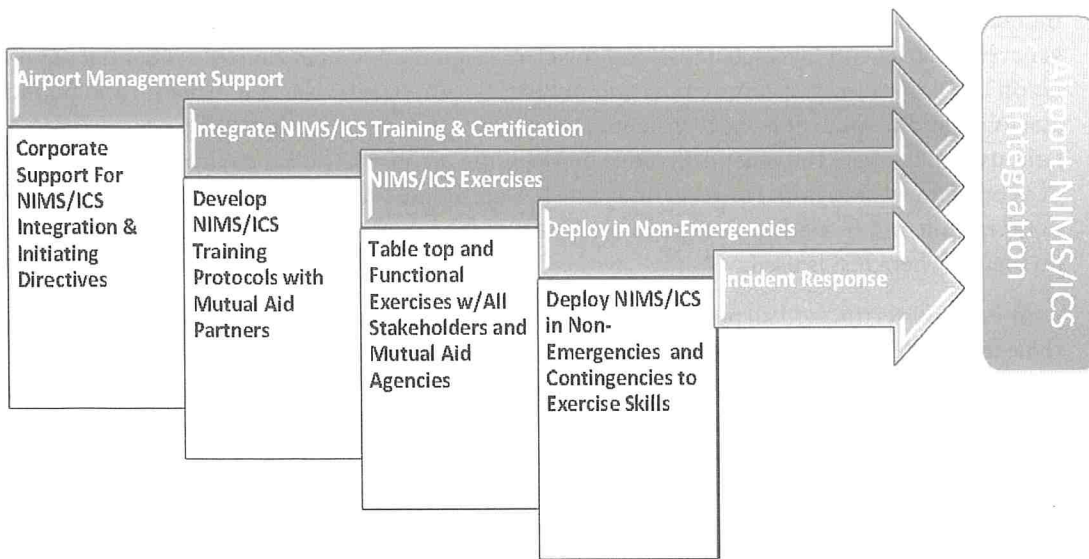 Airport Management Support
Corporate
Support For
NIMS/ICS
Integration &
Initiating
Directives
Integrate NIMS/ICS Training & Certification
Develop
NIMS/ICS
Training
Protocols with
Mutual Aid
Partners
NIMS/ICS Exercises
Table top and
Functional
Exercises w/All
Stakeholders and
Mutual Aid
Agencies
Deploy in Non-Emergencies
Deploy NIMS/ICS
in Non-
Emergencies and
Contingencies to
Exercise Skills
Incident Response
Airport NIMS/ICS
Integration